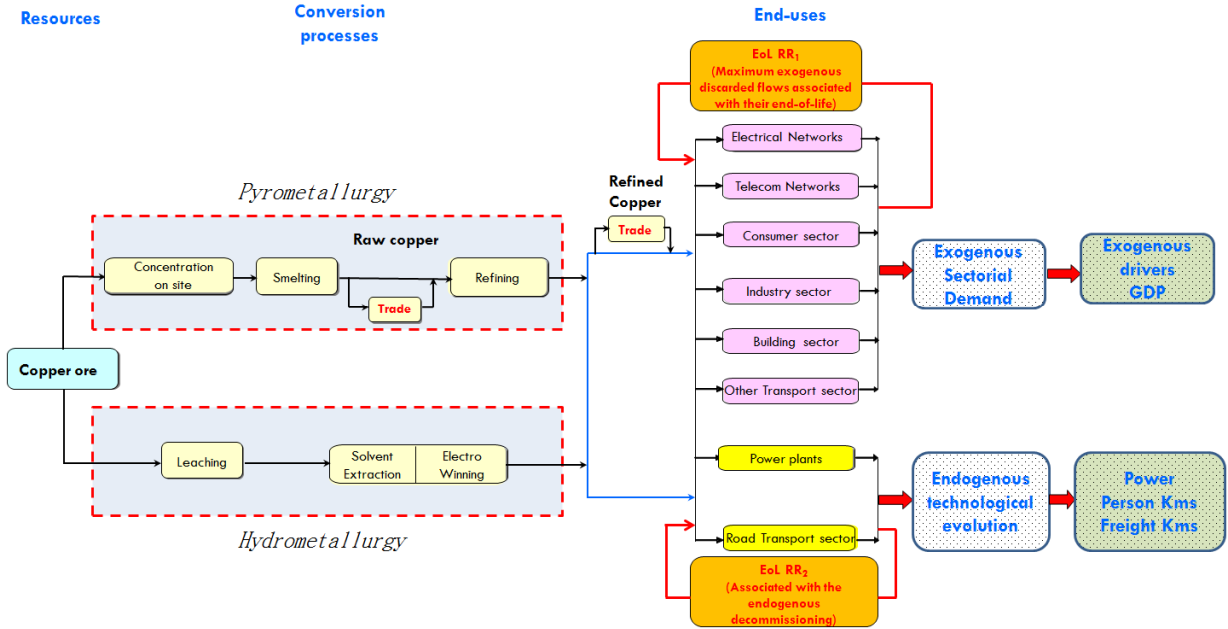 Resources
Conversion
processes
End-uses
EoL RR1
(Maximum exogenous
discarded flows associated
with their end-of-life)
Electrical Networks
Telecom Networks
Consumer sector
Industry sector
Building sector
Other Transport sector
Power plants
Road Transport sector
EoL RR2
(Associated with the
endogenous
decommissioning)
Pyrometallurgy
Raw copper
Concentration
on site
Smelting
Trade
Refining
Refined
Copper
Trade
Copper ore
Leaching
Solvent
Extraction
Electro
Winning
Hydrometallurgy
Exogenous
Sectorial
Demand
Exogenous
drivers
GDP
Endogenous
technological
evolution
Power
Person Kms
Freight Kms